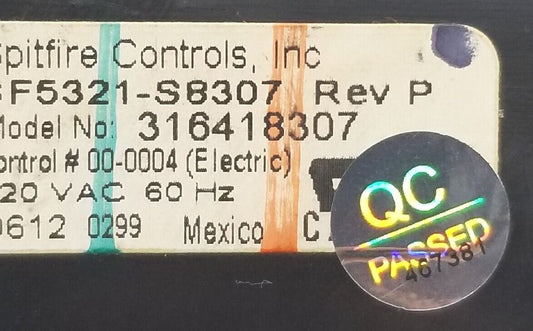 Spitfire Controls, Inc
SF5321-S8307 Rev P
Model No: 316418307
Control # 00-0004 (Electric)
120 VAC 60 Hz
0612 0299 Mexico
QC
PASSED
467381